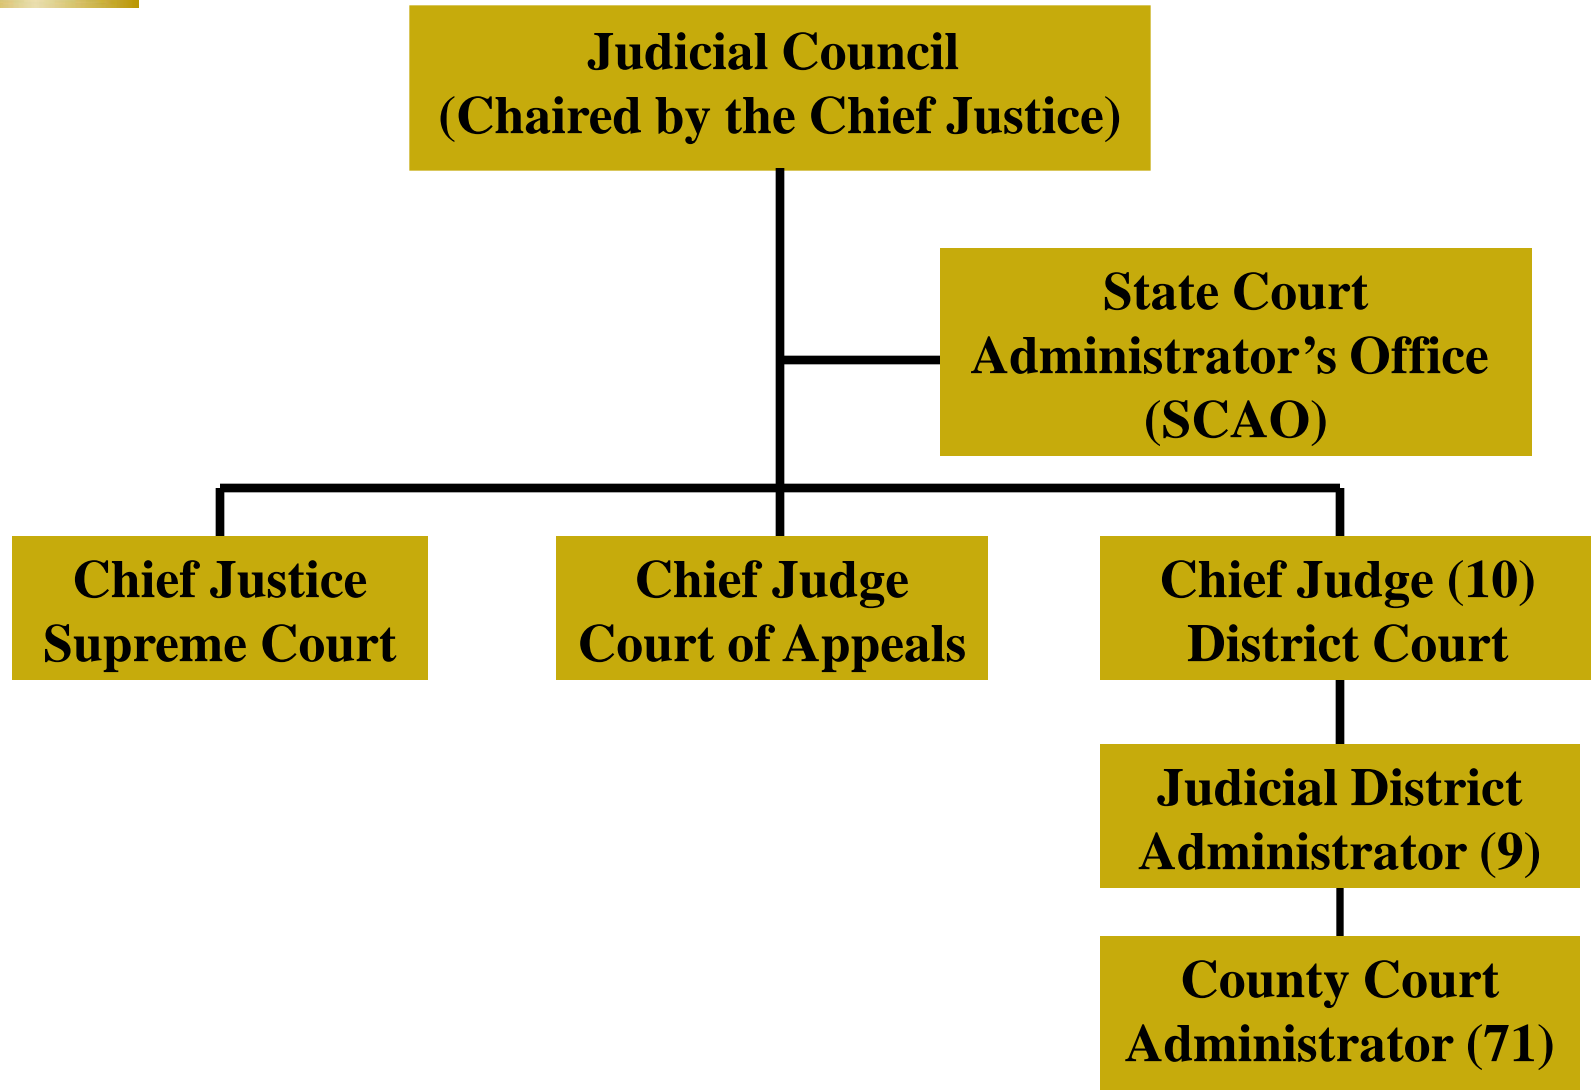 Judicial Council
(Chaired by the Chief Justice)
State Court
Administrator’s Office
(SCAO)
Chief Justice
Supreme Court
Chief Judge
Court of Appeals
Chief Judge (10)
District Court
Judicial District
Administrator (9)
County Court
Administrator (71)